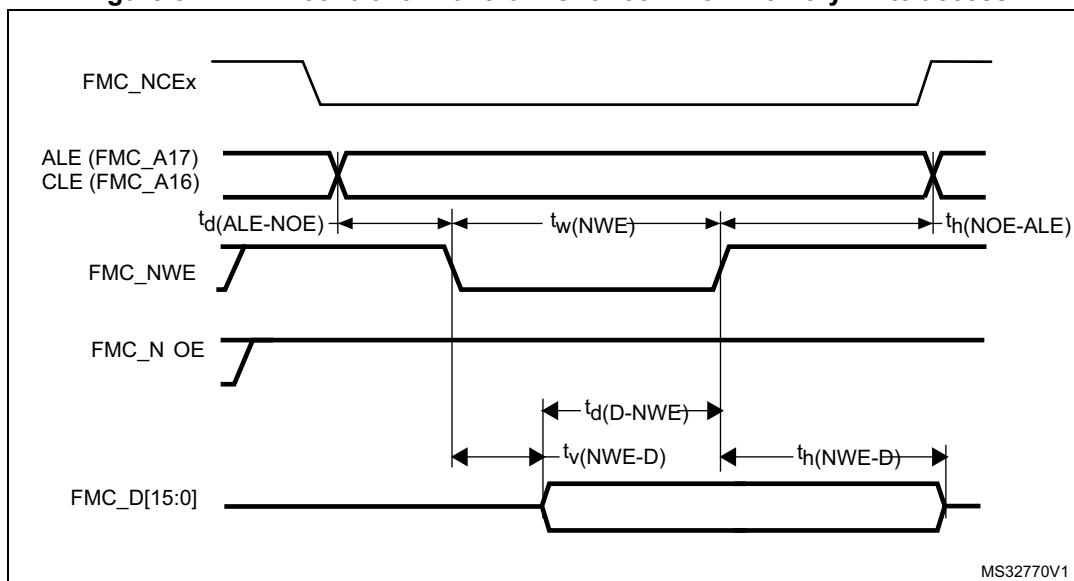 FMC_NCEx
ALE (FMC_A17)
CLE (FMC_A16)
td(ALE-NOE)
tw(NWE)
th(NOE-ALE)
FMC_NWE
FMC_N OE
td(D-NWE)
tv(NWE-D)
th(NWE-D)
FMC_D[15:0]
MS32770V1